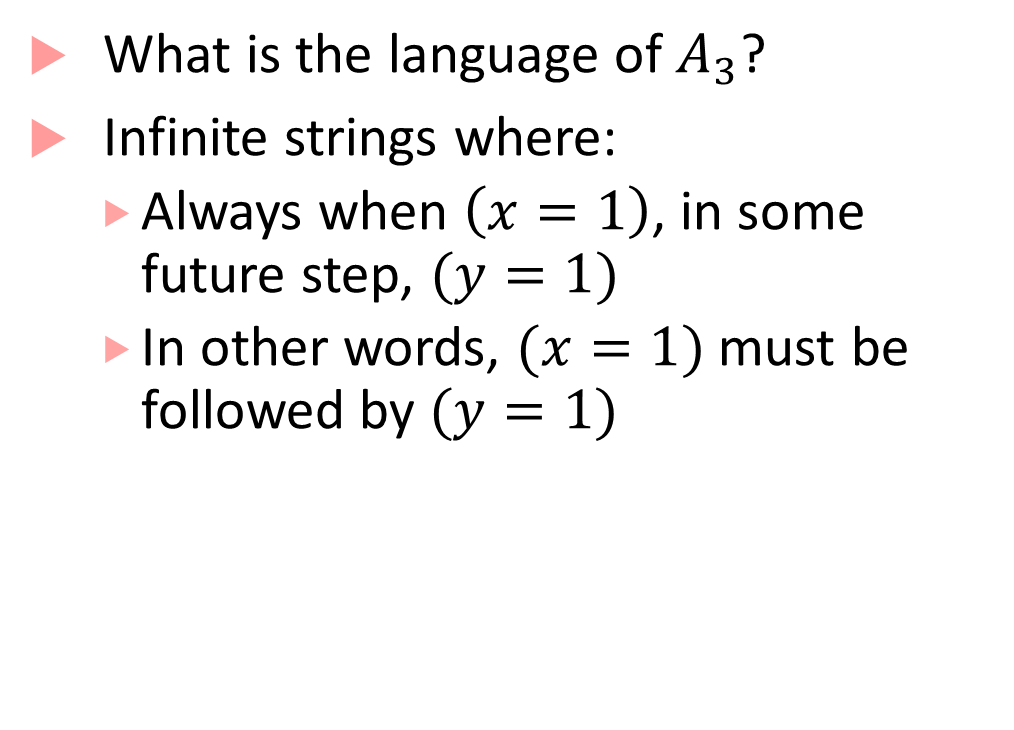 What is the language of A₃?
Infinite strings where:
Always when (x = 1), in some
future step, (y = 1)
In other words, (x = 1) must be
followed by (y = 1)